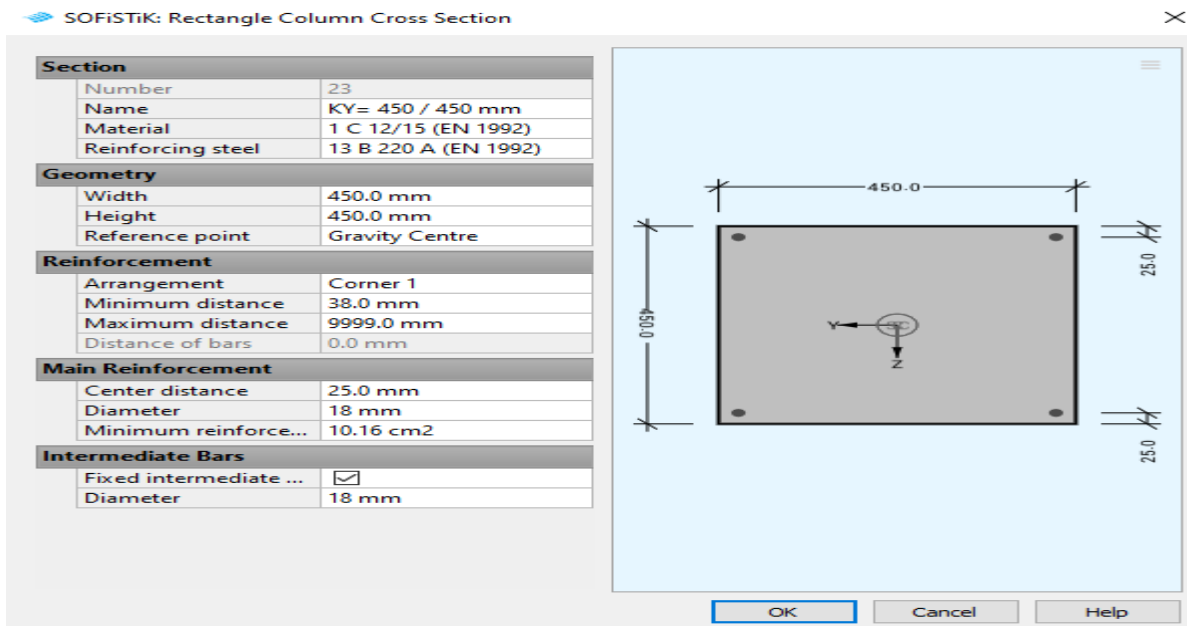 SOFiSTiK: Rectangle Column Cross Section
Section
Number 23
Name KY= 450 / 450 mm
Material 1 C 12/15 (EN 1992)
Reinforcing steel 13 B 220 A (EN 1992)
Geometry
Width 450.0 mm
Height 450.0 mm
Reference point Gravity Centre
Reinforcement
Arrangement Corner 1
Minimum distance 38.0 mm
Maximum distance 9999.0 mm
Distance of bars 0.0 mm
Main Reinforcement
Center distance 25.0 mm
Diameter 18 mm
Minimum reinforce... 10.16 cm2
Intermediate Bars
Fixed intermediate ...
Diameter 18 mm
450.0
25.0
450.0
Y SC
Z
25.0
OK Cancel Help